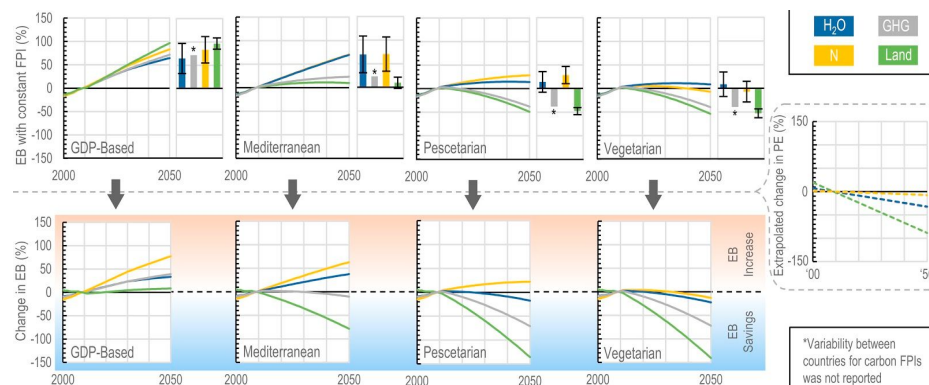 EB with constant FPI (%)
150
100
50
0
-50
-100
-150
GDP-Based
Mediterranean
Pescetarian
Vegetarian
*
*
*
*
2000 2050 2000 2050 2000 2050 2000 2050
H₂O GHG
N Land
Extrapolated change in PE (%)
150
0
-150
'00 50
Change in EB (%)
150
100
50
0
-50
-100
-150
GDP-Based
Mediterranean
Pescetarian
Vegetarian
EB
Increase
EB
Savings
2000 2050 2000 2050 2000 2050 2000 2050
*Variability between
countries for carbon FPIs
was not reported